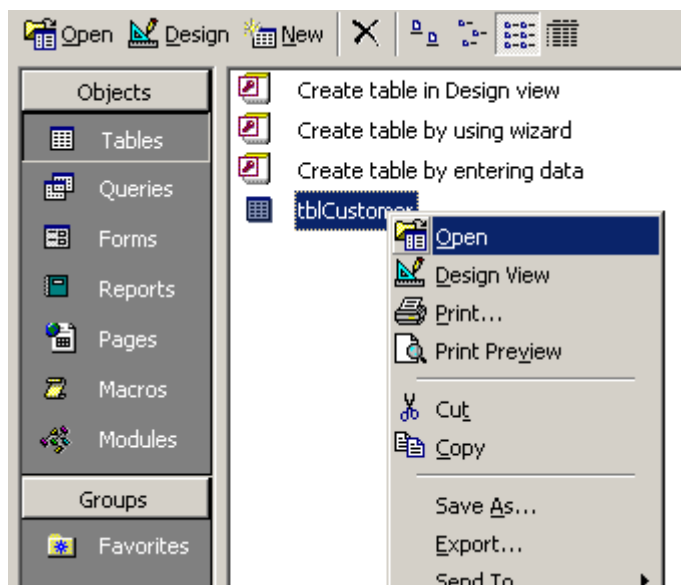 Open Design New
Objects
Tables
Queries
Forms
Reports
Pages
Macros
Modules
Groups
Favorites
Create table in Design view
Create table by using wizard
Create table by entering data
tblCustomer
Open
Design View
Print...
Print Preview
Cut
Copy
Save As...
Export...
Send To